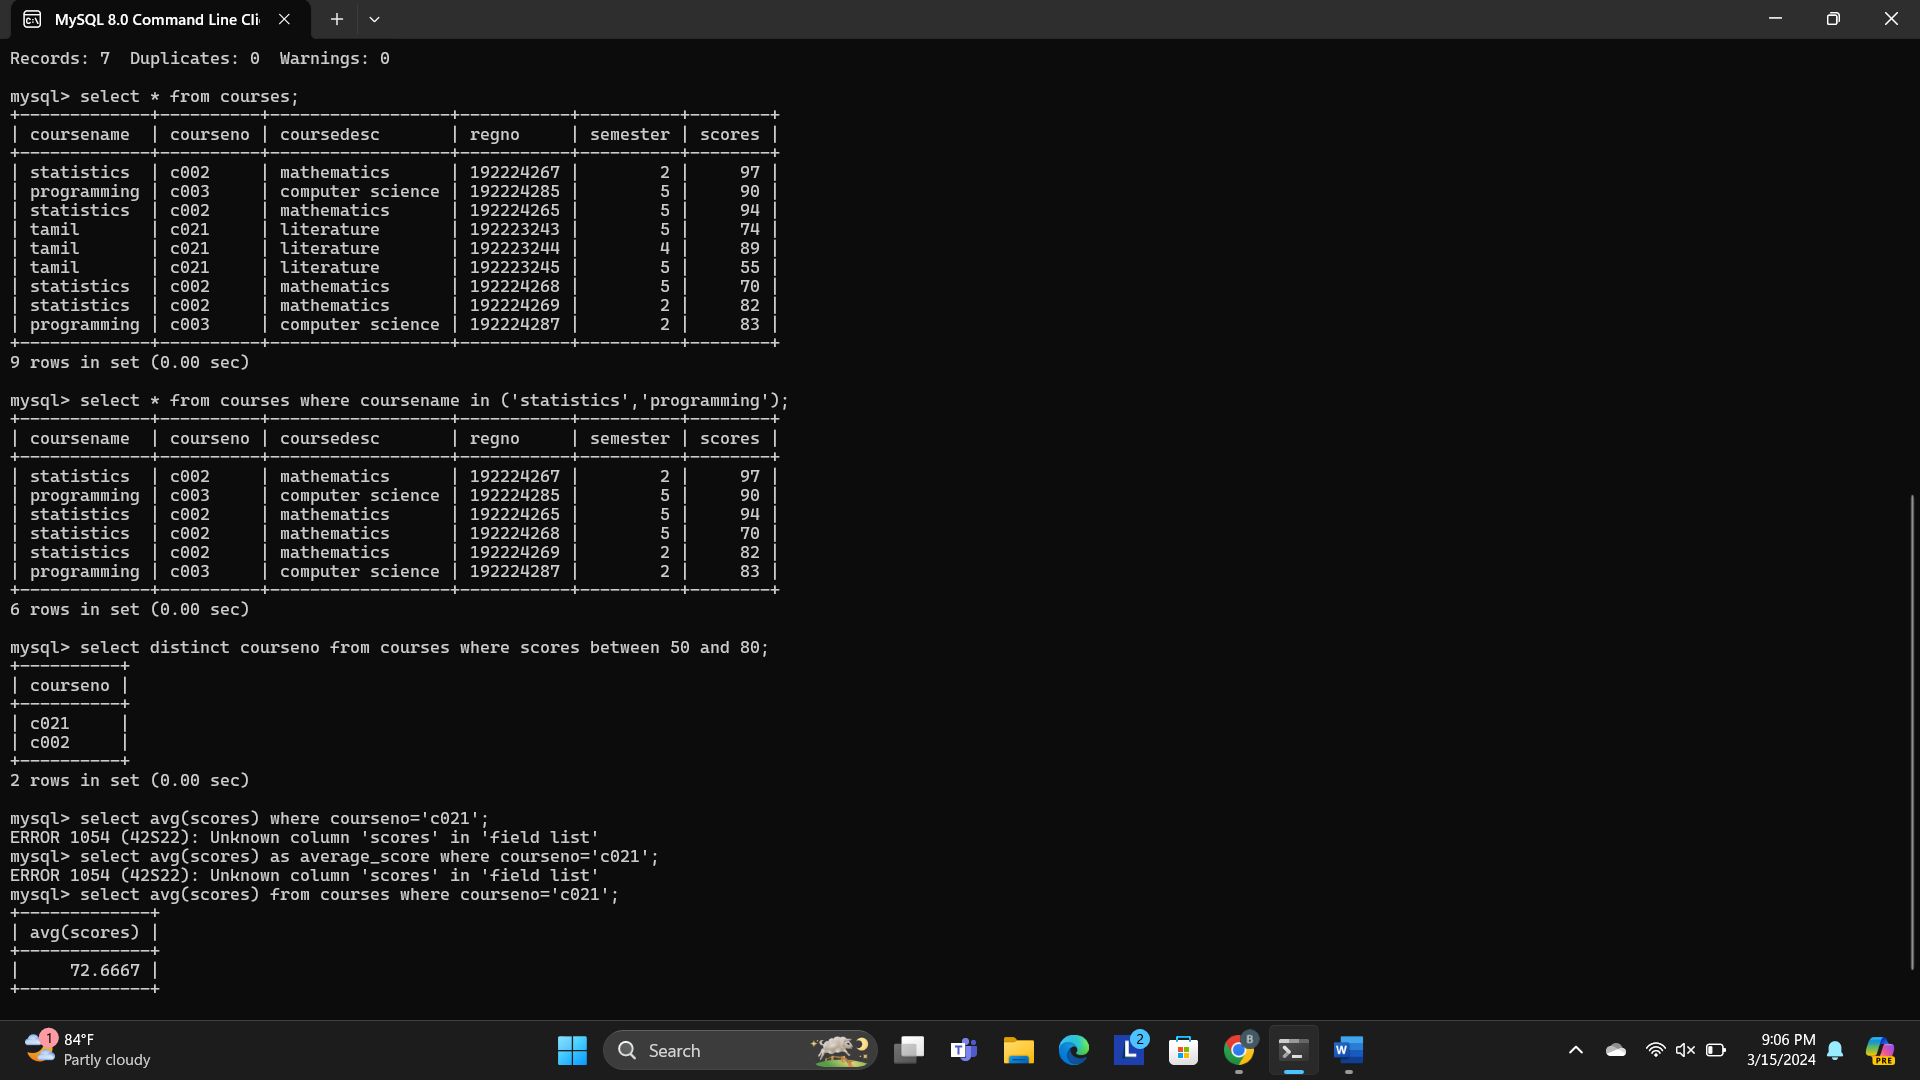 MySQL 8.0 Command Line Cli
Records: 7  Duplicates: 0  Warnings: 0
mysql> select * from courses;
+-------------+----------+------------------+-----------+----------+--------+
| coursename  | courseno | coursedesc       | regno     | semester | scores |
+-------------+----------+------------------+-----------+----------+--------+
| statistics  | c002     | mathematics      | 192224267 |        2 |     97 |
| programming | c003     | computer science | 192224285 |        5 |     90 |
| statistics  | c002     | mathematics      | 192224265 |        5 |     94 |
| tamil       | c021     | literature       | 192223243 |        5 |     74 |
| tamil       | c021     | literature       | 192223244 |        4 |     89 |
| tamil       | c021     | literature       | 192223245 |        5 |     55 |
| statistics  | c002     | mathematics      | 192224268 |        5 |     70 |
| statistics  | c002     | mathematics      | 192224269 |        2 |     82 |
| programming | c003     | computer science | 192224287 |        2 |     83 |
+-------------+----------+------------------+-----------+----------+--------+
9 rows in set (0.00 sec)
mysql> select * from courses where coursename in ('statistics','programming');
+-------------+----------+------------------+-----------+----------+--------+
| coursename  | courseno | coursedesc       | regno     | semester | scores |
+-------------+----------+------------------+-----------+----------+--------+
| statistics  | c002     | mathematics      | 192224267 |        2 |     97 |
| programming | c003     | computer science | 192224285 |        5 |     90 |
| statistics  | c002     | mathematics      | 192224265 |        5 |     94 |
| statistics  | c002     | mathematics      | 192224268 |        5 |     70 |
| statistics  | c002     | mathematics      | 192224269 |        2 |     82 |
| programming | c003     | computer science | 192224287 |        2 |     83 |
+-------------+----------+------------------+-----------+----------+--------+
6 rows in set (0.00 sec)
mysql> select distinct courseno from courses where scores between 50 and 80;
+----------+
| courseno |
+----------+
| c021     |
| c002     |
+----------+
2 rows in set (0.00 sec)
mysql> select avg(scores) where courseno='c021';
ERROR 1054 (42S22): Unknown column 'scores' in 'field list'
mysql> select avg(scores) as average_score where courseno='c021';
ERROR 1054 (42S22): Unknown column 'scores' in 'field list'
mysql> select avg(scores) from courses where courseno='c021';
+-------------+
| avg(scores) |
+-------------+
|     72.6667 |
+-------------+
1
84°F
Partly cloudy
Search
T
L
2
B
W
9:06 PM
3/15/2024
PRE